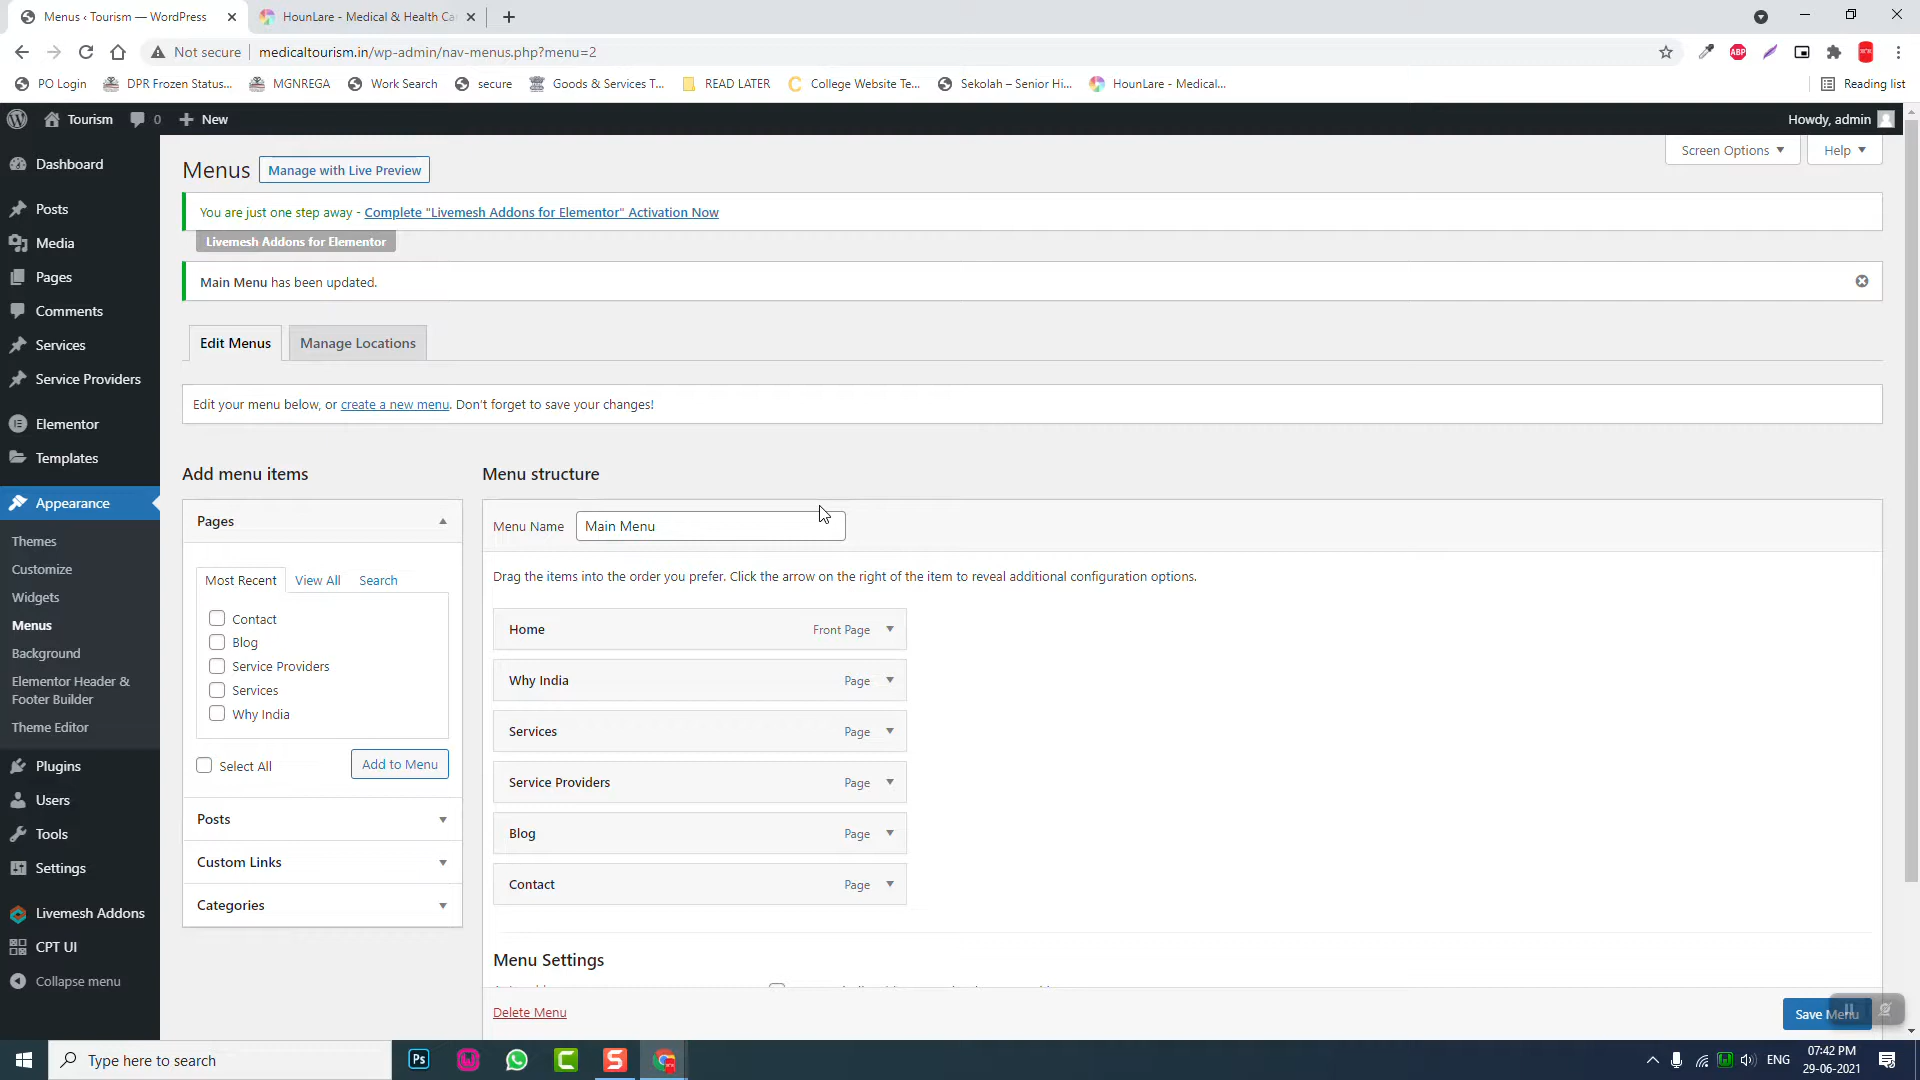 Menus ‹ Tourism — WordPress
HounLare - Medical & Health Ca
Not secure
medicaltourism.in/wp-admin/nav-menus.php?menu=2
ABP
PO Login
DPR Frozen Status...
MGNREGA
Work Search
secure
Goods & Services T...
READ LATER
College Website Te...
Sekolah – Senior Hi...
HounLare - Medical...
Reading list
Tourism
0
New
Howdy, admin
Dashboard
Posts
Media
Pages
Comments
Services
Service Providers
Elementor
Templates
Appearance
Themes
Customize
Widgets
Menus
Background
Elementor Header &
Footer Builder
Theme Editor
Plugins
Users
Tools
Settings
Livemesh Addons
CPT UI
Collapse menu
Menus
Manage with Live Preview
Screen Options
Help
You are just one step away - Complete "Livemesh Addons for Elementor" Activation Now
Livemesh Addons for Elementor
Main Menu has been updated.
Edit Menus
Manage Locations
Edit your menu below, or create a new menu. Don't forget to save your changes!
Add menu items
Pages
Most Recent
View All
Search
Contact
Blog
Service Providers
Services
Why India
Select All
Add to Menu
Posts
Custom Links
Categories
Menu structure
Menu Name
Main Menu
Drag the items into the order you prefer. Click the arrow on the right of the item to reveal additional configuration options.
Home
Front Page
Why India
Page
Services
Page
Service Providers
Page
Blog
Page
Contact
Page
Menu Settings
Delete Menu
Save Menu
Type here to search
Ps
ENG
07:42 PM
29-06-2021